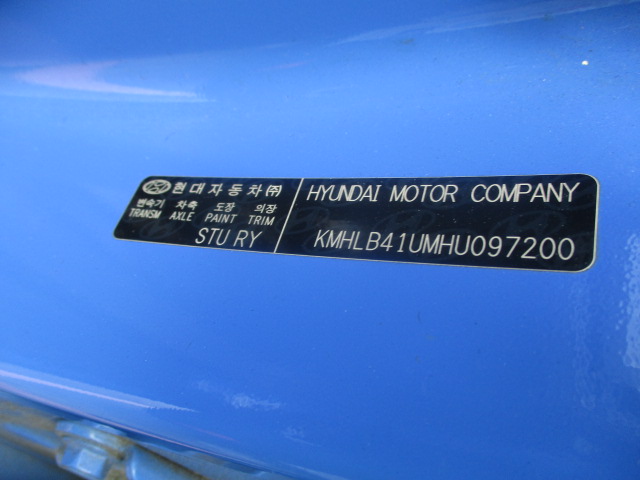 현대자동차㈜
변속기 차축 도장 의장
TRANSM AXLE PAINT TRIM
STU RY
HYUNDAI MOTOR COMPANY
KMHLB41UMHU097200